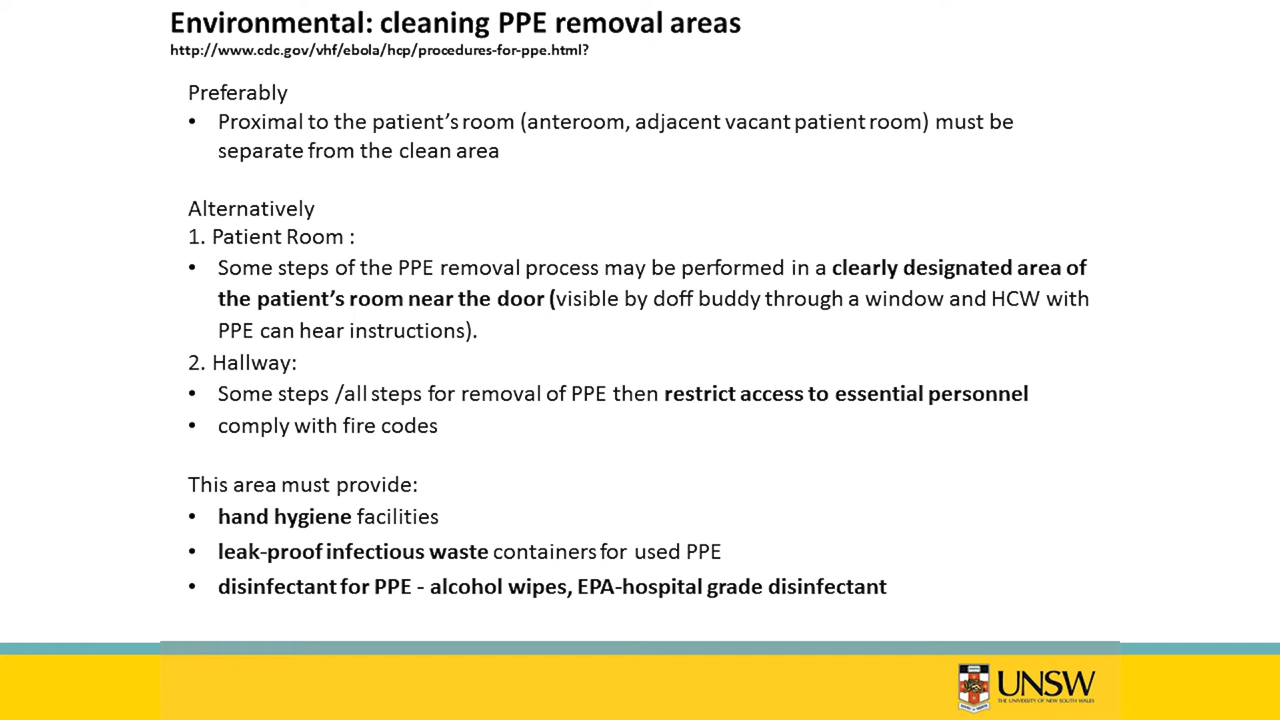 Environmental: cleaning PPE removal areas
http://www.cdc.gov/vhf/ebola/hcp/procedures-for-ppe.html?
Preferably
• Proximal to the patient’s room (anteroom, adjacent vacant patient room) must be
separate from the clean area
Alternatively
1. Patient Room :
• Some steps of the PPE removal process may be performed in a clearly designated area of
the patient’s room near the door (visible by doff buddy through a window and HCW with
PPE can hear instructions).
2. Hallway:
• Some steps /all steps for removal of PPE then restrict access to essential personnel
• comply with fire codes
This area must provide:
• hand hygiene facilities
• leak-proof infectious waste containers for used PPE
• disinfectant for PPE - alcohol wipes, EPA-hospital grade disinfectant
UNSW
THE UNIVERSITY OF NEW SOUTH WALES